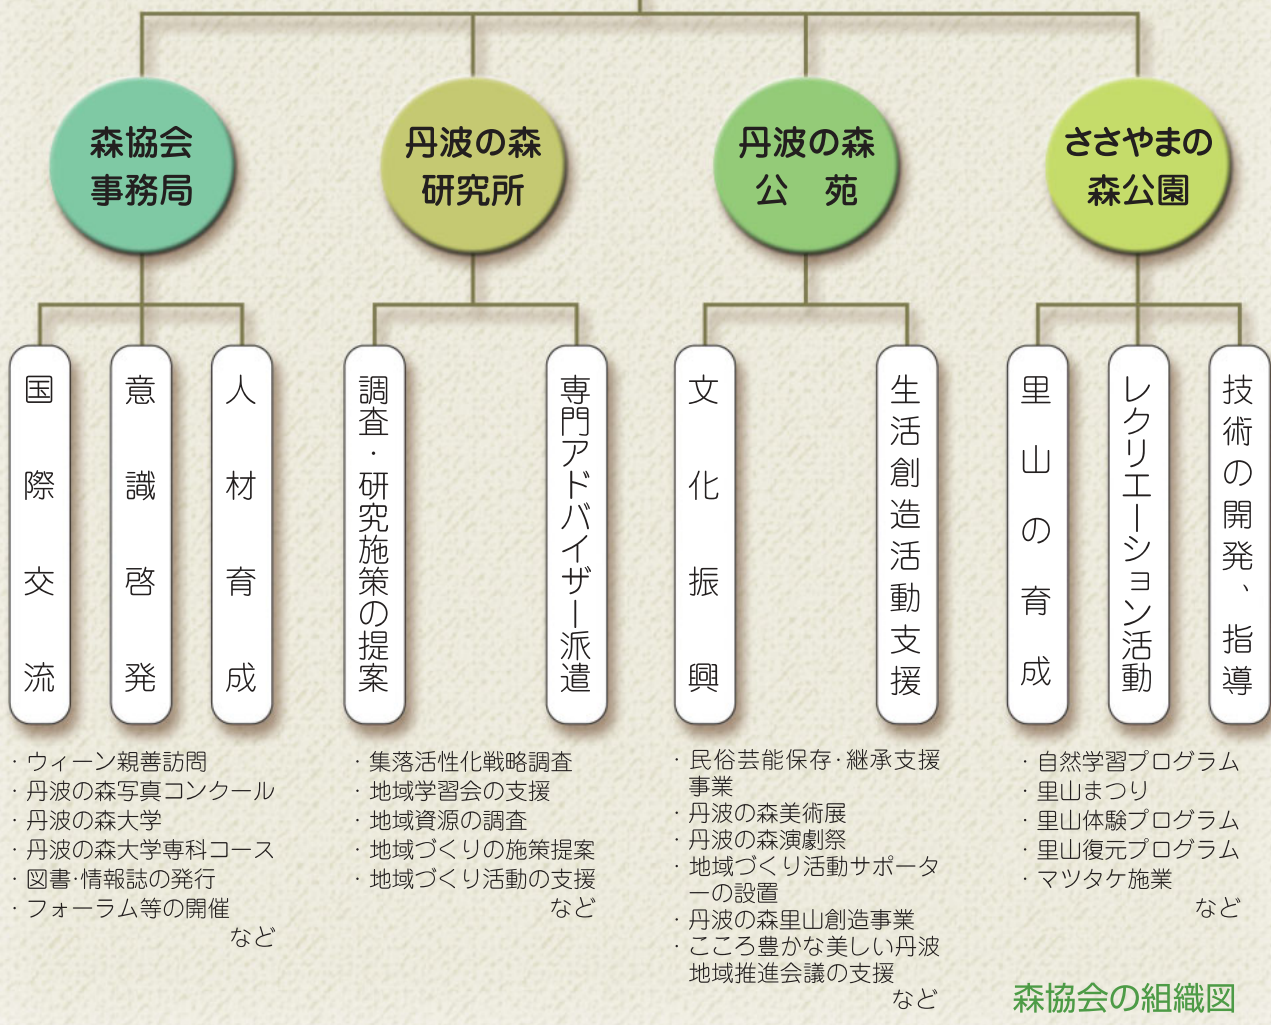 森協会
事務局
丹波の森
研究所
丹波の森
公　苑
ささやまの
森公園
国際交流
意識啓発
人材育成
調査・研究施策の提案
専門アドバイザー派遣
文化振興
生活創造活動支援
里山の育成
レクリエーション活動
技術の開発、指導
・ウィーン親善訪問
・丹波の森写真コンクール
・丹波の森大学
・丹波の森大学専科コース
・図書・情報誌の発行
・フォーラム等の開催
など
・集落活性化戦略調査
・地域学習会の支援
・地域資源の調査
・地域づくりの施策提案
・地域づくり活動の支援
など
・民俗芸能保存・継承支援
事業
・丹波の森美術展
・丹波の森演劇祭
・地域づくり活動サポータ
ーの設置
・丹波の森里山創造事業
・こころ豊かな美しい丹波
地域推進会議の支援
など
・自然学習プログラム
・里山まつり
・里山体験プログラム
・里山復元プログラム
・マツタケ施業
など
森協会の組織図